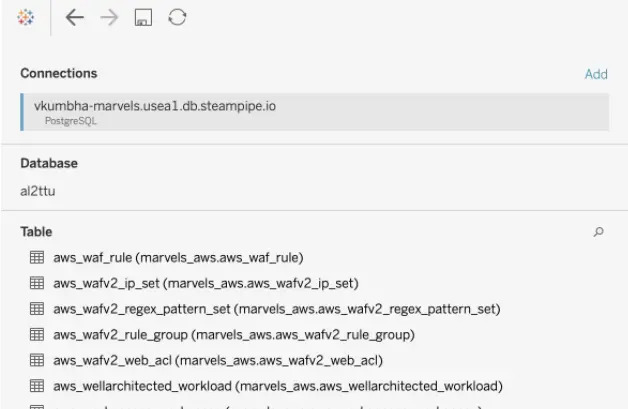 Connections
Add
vkumbha-marvels.usea1.db.steampipe.io
PostgreSQL
Database
al2ttu
Table
aws_waf_rule (marvels_aws.aws_waf_rule)
aws_wafv2_ip_set (marvels_aws.aws_wafv2_ip_set)
aws_wafv2_regex_pattern_set (marvels_aws.aws_wafv2_regex_pattern_set)
aws_wafv2_rule_group (marvels_aws.aws_wafv2_rule_group)
aws_wafv2_web_acl (marvels_aws.aws_wafv2_web_acl)
aws_wellarchitected_workload (marvels_aws.aws_wellarchitected_workload)